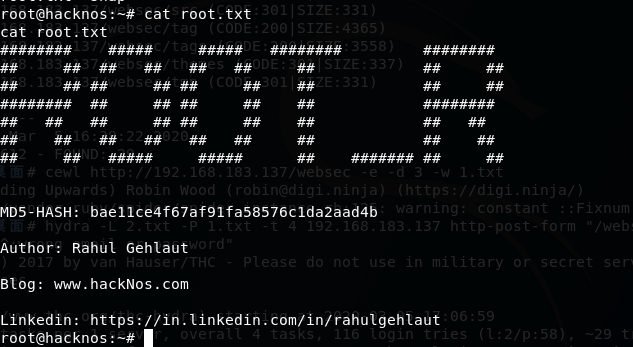 root@hacknos:~# cat root.txt
cat root.txt
########   #####     #####   ########         ########
##     ## ##   ##   ##   ##     ##            ##     ##
##     ## ##     ## ##     ##    ##            ##     ##
########  ##     ## ##     ##    ##            ########
##   ##   ##     ## ##     ##    ##            ##   ##
##    ##   ##   ##   ##   ##     ##            ##    ##
##     ##   #####     #####      ##    ####### ##     ##
MD5-HASH: bae11ce4f67af91fa58576c1da2aad4b
Author: Rahul Gehlaut
Blog: www.hackNos.com
Linkedin: https://in.linkedin.com/in/rahulgehlaut
root@hacknos:~#